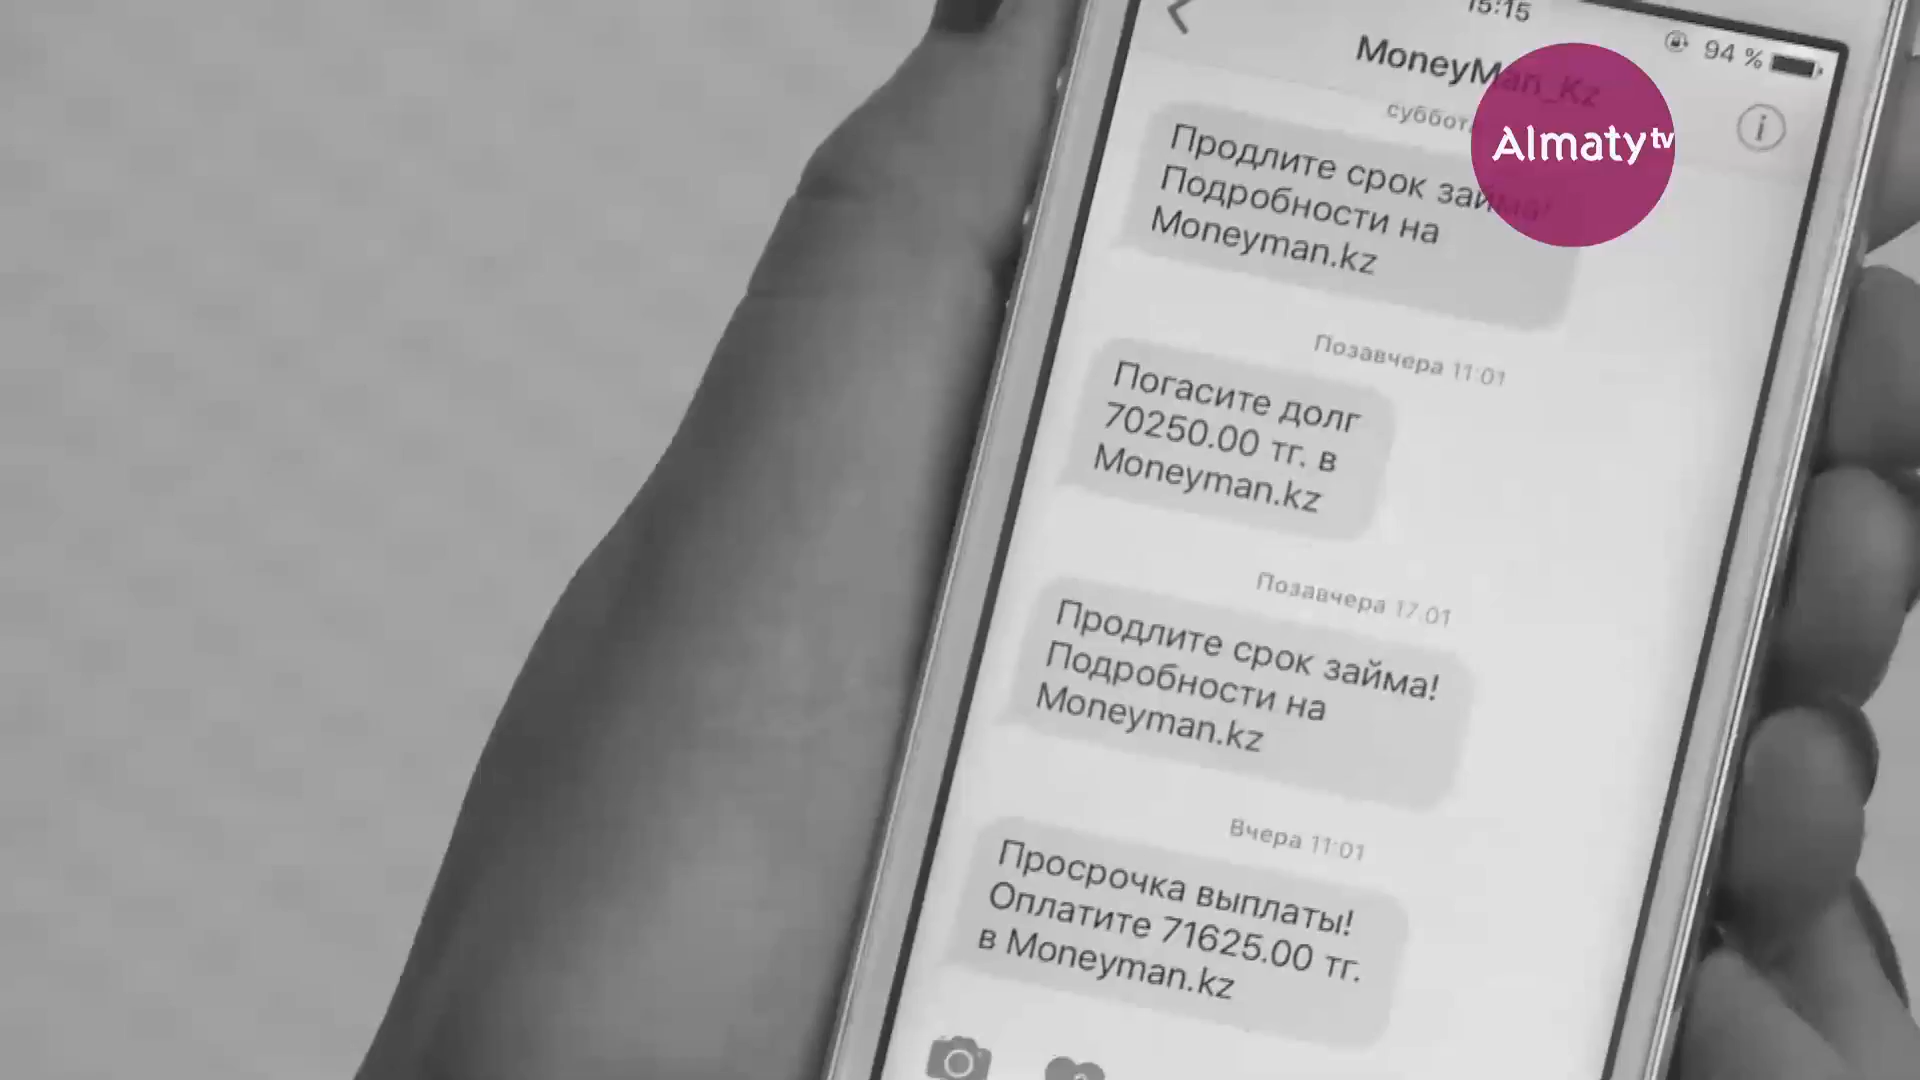 15:15
94 %
MoneyMan_Kz
Almaty tv
Продлите срок займа!
Подробности на
Moneyman.kz
Позавчера 11:01
Погасите долг
70250.00 тг. в
Moneyman.kz
Позавчера 17:01
Продлите срок займа!
Подробности на
Moneyman.kz
Вчера 11:01
Просрочка выплаты!
Оплатите 71625.00 тг.
в Moneyman.kz